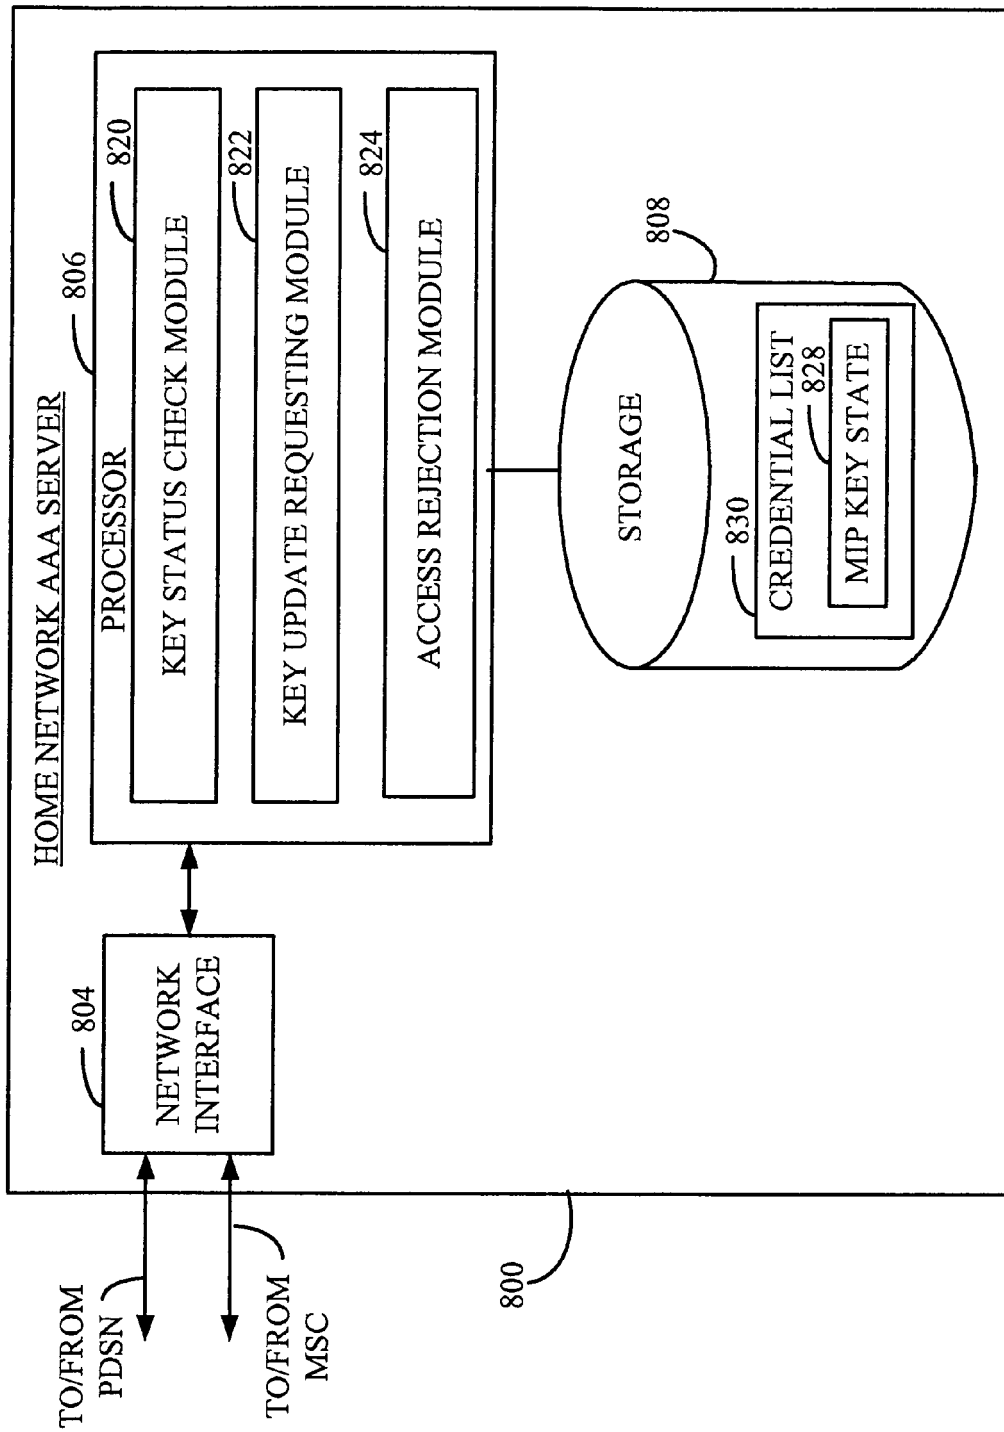 HOME NETWORK AAA SERVER
806
PROCESSOR
820
KEY STATUS CHECK MODULE
822
KEY UPDATE REQUESTING MODULE
824
ACCESS REJECTION MODULE
804
NETWORK
INTERFACE
TO/FROM
PDSN
TO/FROM
MSC
800
STORAGE
808
830
CREDENTIAL LIST
828
MIP KEY STATE